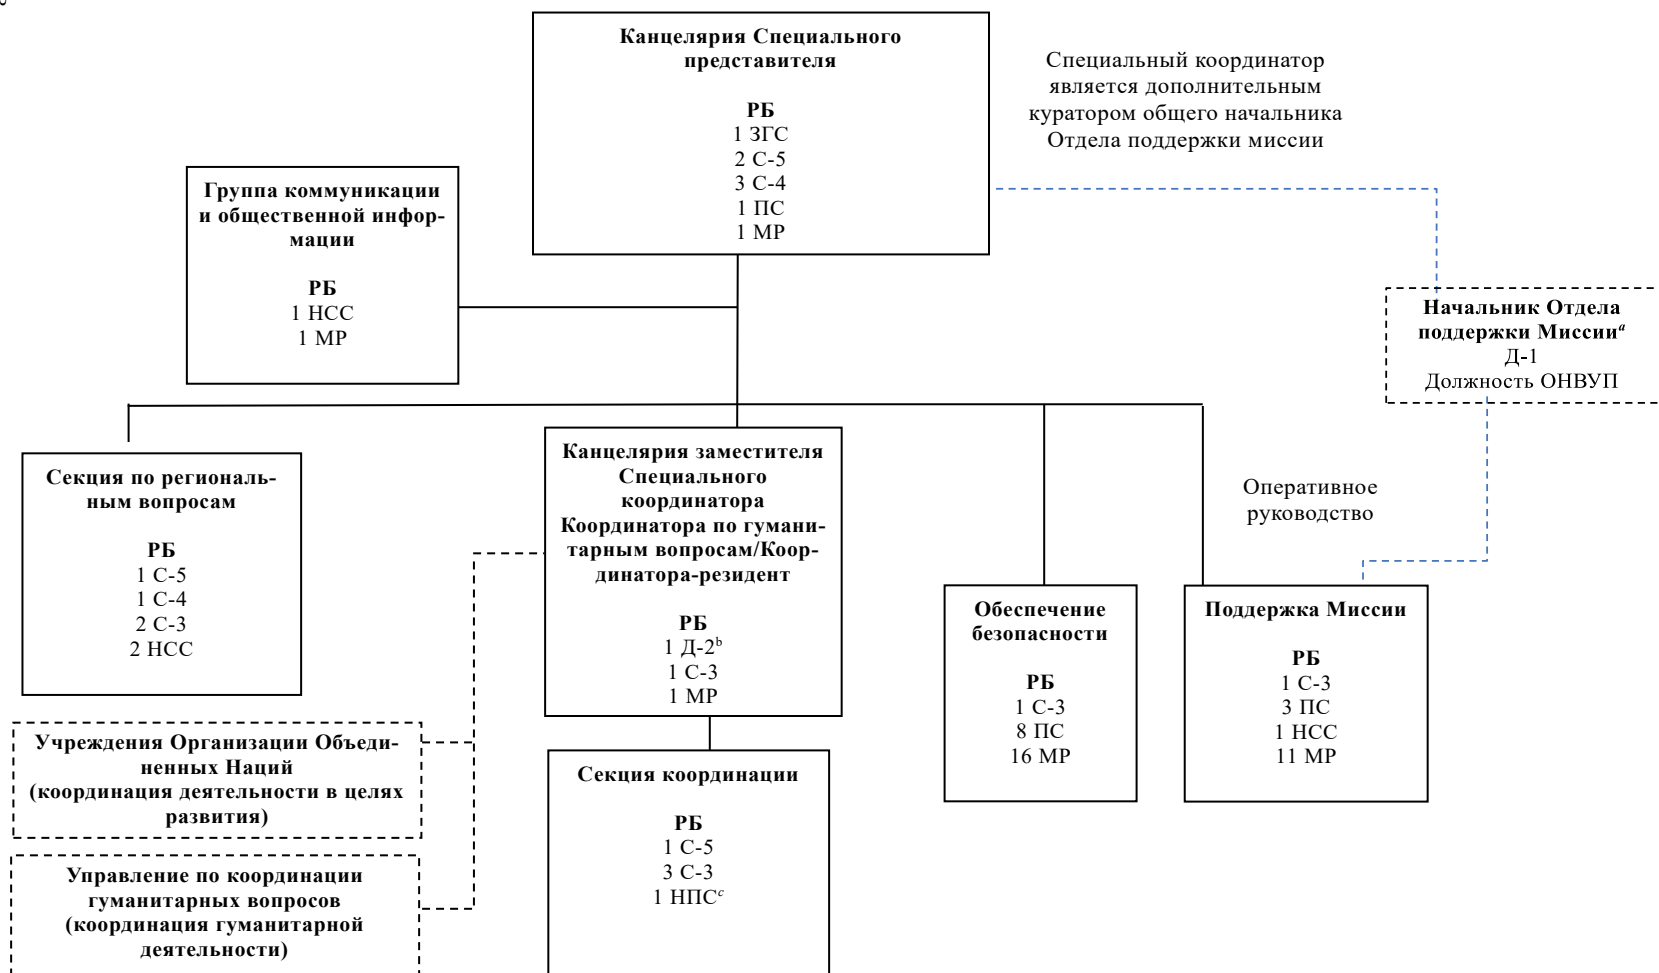 Канцелярия Специального
представителя
РБ
1 ЗГС
2 С-5
3 С-4
1 ПС
1 МР
Специальный координатор
является дополнительным
куратором общего начальника
Отдела поддержки миссии
Группа коммуникации
и общественной инфор-
мации
РБ
1 НСС
1 МР
Начальник Отдела
поддержки Миссииᵃ
Д-1
Должность ОНВУП
Секция по региональ-
ным вопросам
РБ
1 С-5
1 С-4
2 С-3
2 НСС
Канцелярия заместителя
Специального
координатора
Координатора по гумани-
тарным вопросам/Коор-
динатора-резидент
РБ
1 Д-2ᵇ
1 С-3
1 МР
Оперативное
руководство
Обеспечение
безопасности
РБ
1 С-3
8 ПС
16 МР
Поддержка Миссии
РБ
1 С-3
3 ПС
1 НСС
11 МР
Учреждения Организации Объеди-
ненных Наций
(координация деятельности в целях
развития)
Секция координации
РБ
1 С-5
3 С-3
1 НПСᶜ
Управление по координации
гуманитарных вопросов
(координация гуманитарной
деятельности)